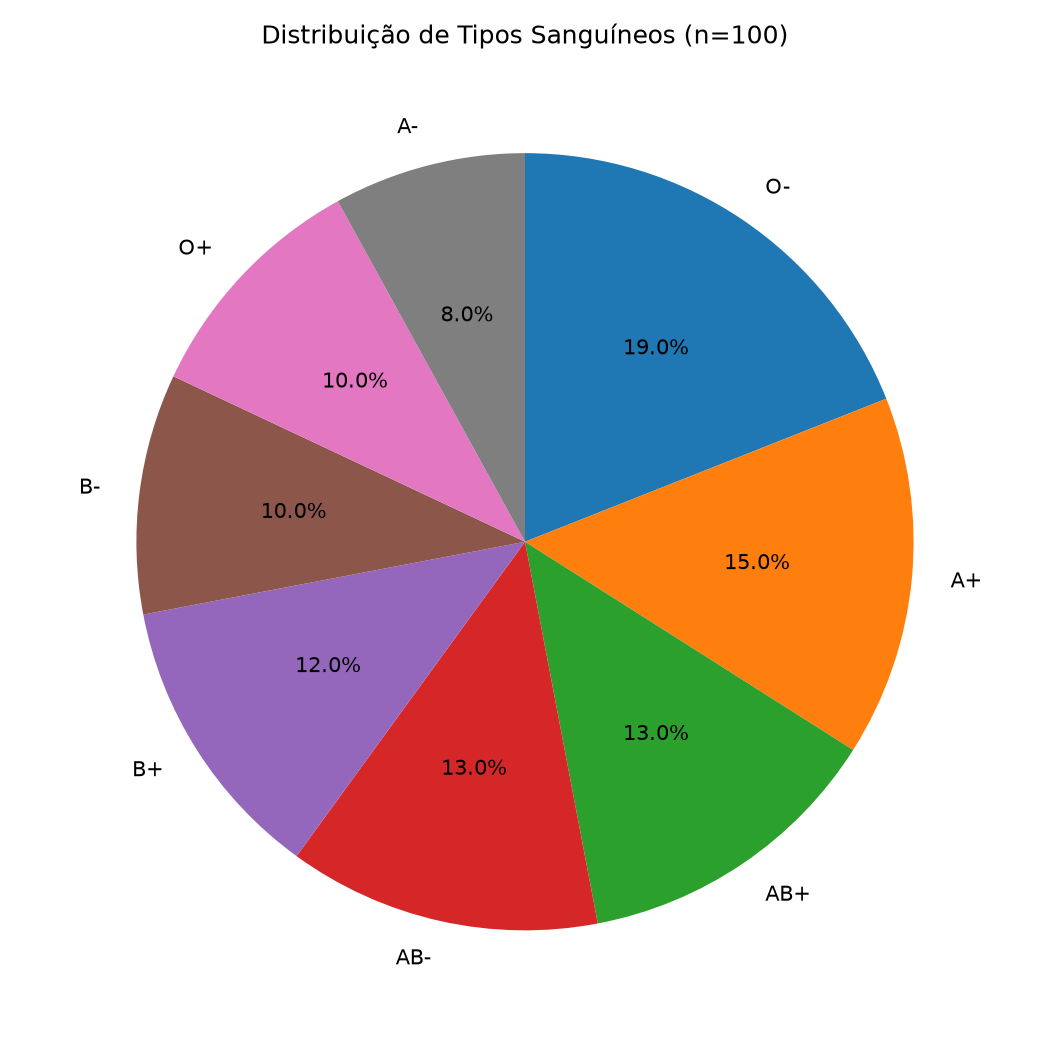 Distribuição de Tipos Sanguíneos (n=100)
A-
O-
O+
8.0%
19.0%
10.0%
B-
10.0%
15.0%
A+
12.0%
13.0%
B+
13.0%
AB+
AB-